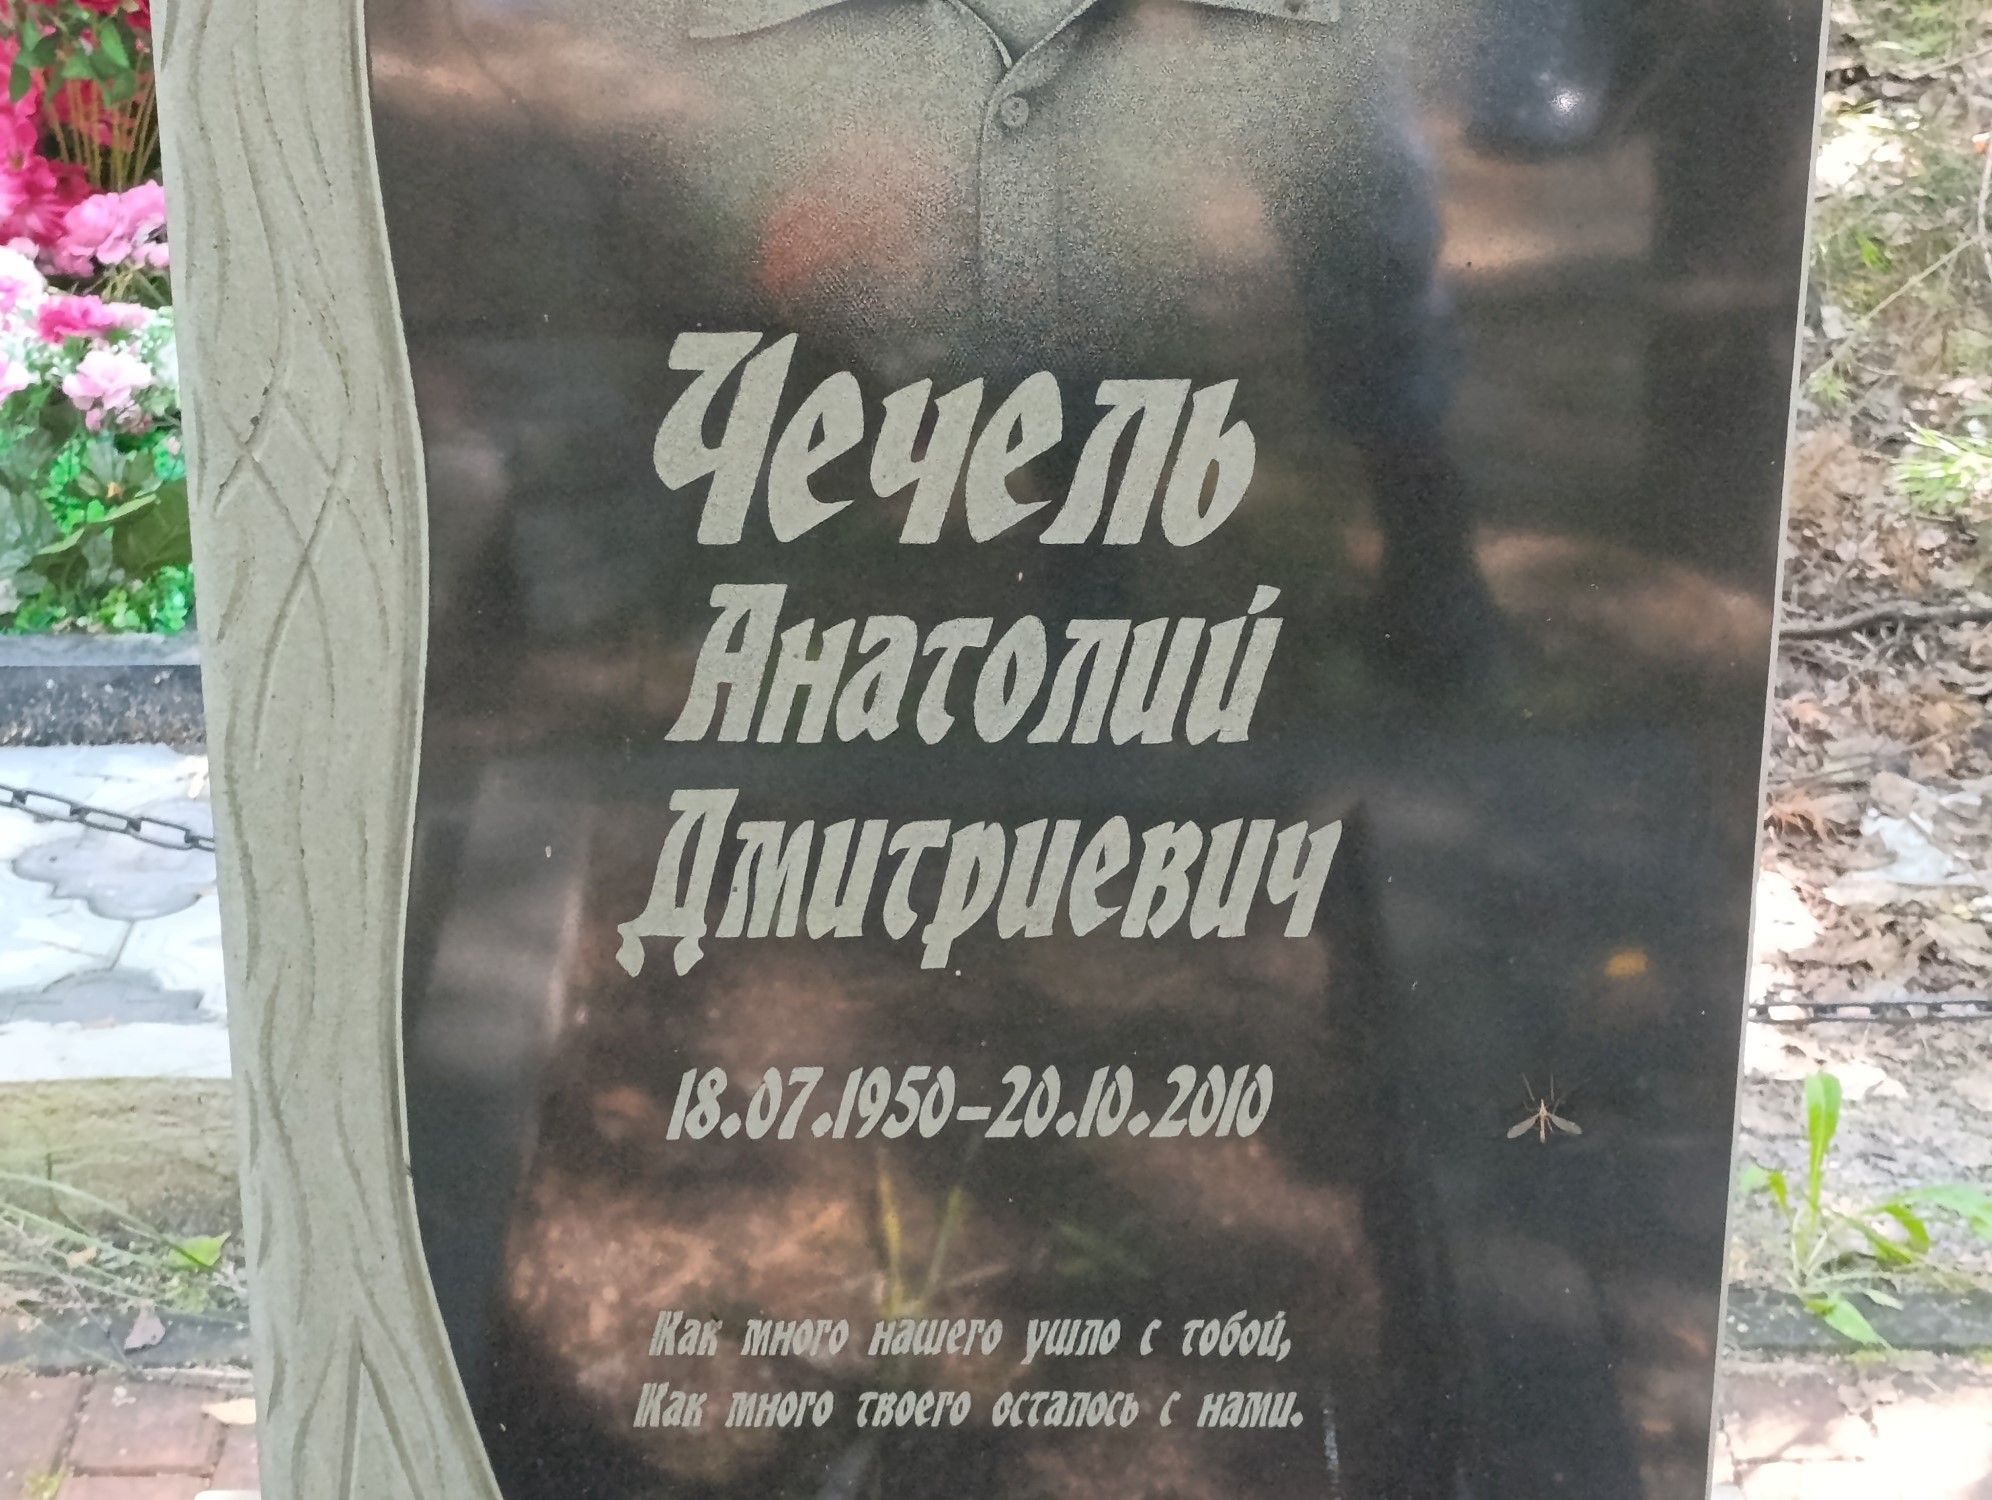 Чечель
Анатолий
Дмитриевич
18.07.1950-20.10.2010
Как много нашего ушло с тобой,
Как много твоего осталось с нами.